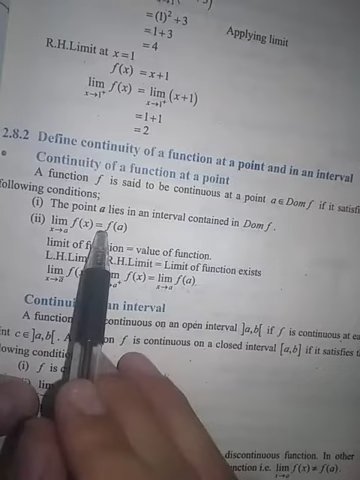 = (1)² + 3
= 1 + 3 Applying limit
= 4
R.H.Limit at x = 1
f(x) = x + 1
lim x→1⁺ f(x) = lim x→1⁺ (x + 1)
= 1 + 1
= 2
2.8.2 Define continuity of a function at a point and in an interval
• Continuity of a function at a point
A function f is said to be continuous at a point a ∈ Dom f if it satisfi
following conditions;
(i) The point a lies in an interval contained in Dom f.
(ii) lim x→a f(x) = f(a)
limit of = value of function.
L.H.Lim R.H.Limit = Limit of function exists
f(x) = lim x→a f(x)
an interval
A function continuous on an open interval ]a,b[ if f is continuous at ea
c ∈ ]a,b[. f is continuous on a closed interval [a,b] if it satisfies t
(i) f is
discontinuous function. In other
i.e. lim x→a f(x) ≠ f(a).